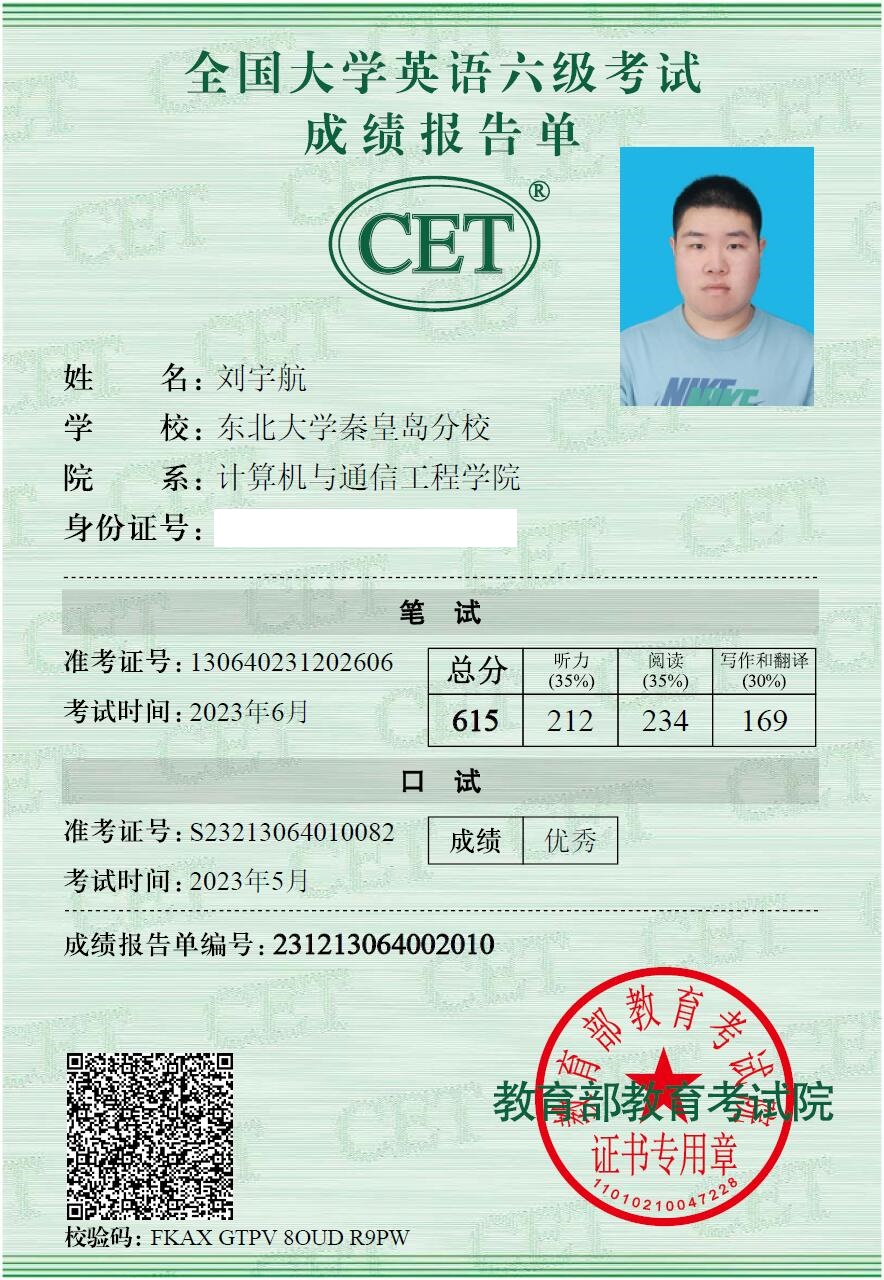 全国大学英语六级考试
成绩报告单
CET®
NIKE
姓　　名：刘宇航
学　　校：东北大学秦皇岛分校
院　　系：计算机与通信工程学院
身份证号：
笔　试
准考证号：130640231202606
考试时间：2023年6月
总分 听力(35%) 阅读(35%) 写作和翻译(30%)
615 212 234 169
口　试
准考证号：S23213064010082
考试时间：2023年5月
成绩 优秀
成绩报告单编号：231213064002010
教育部教育考试院
教育部教育考试院
证书专用章
11010210047228
校验码：FKAX GTPV 8OUD R9PW